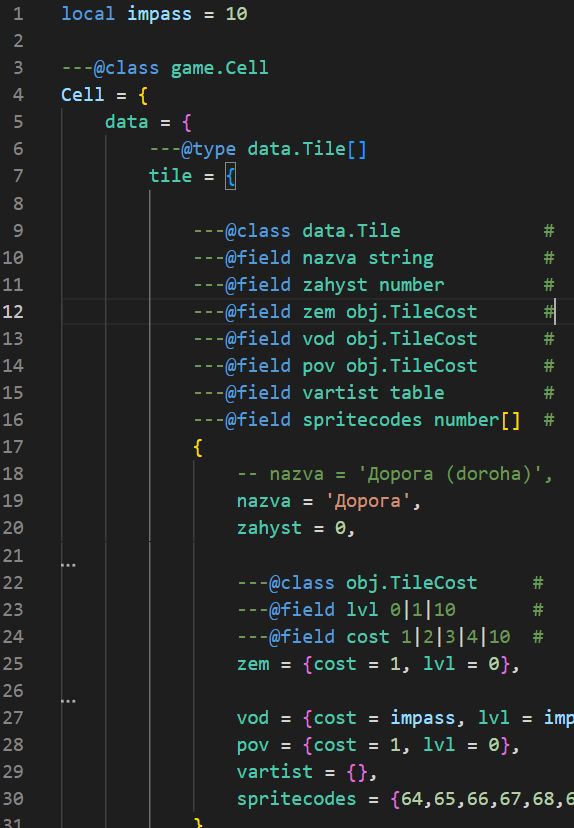 1 local impass = 10
2
3 ---@class game.Cell
4 Cell = {
5 data = {
6 ---@type data.Tile[]
7 tile = {
8
9 ---@class data.Tile #
10 ---@field nazva string #
11 ---@field zahyst number #
12 ---@field zem obj.TileCost #
13 ---@field vod obj.TileCost #
14 ---@field pov obj.TileCost #
15 ---@field vartist table #
16 ---@field spritecodes number[] #
17 {
18 -- nazva = 'Дорога (doroha)',
19 nazva = 'Дорога',
20 zahyst = 0,
21 ...
22 ---@class obj.TileCost #
23 ---@field lvl 0|1|10 #
24 ---@field cost 1|2|3|4|10 #
25 zem = {cost = 1, lvl = 0},
26 ...
27 vod = {cost = impass, lvl = imp
28 pov = {cost = 1, lvl = 0},
29 vartist = {},
30 spritecodes = {64,65,66,67,68,6
31 }